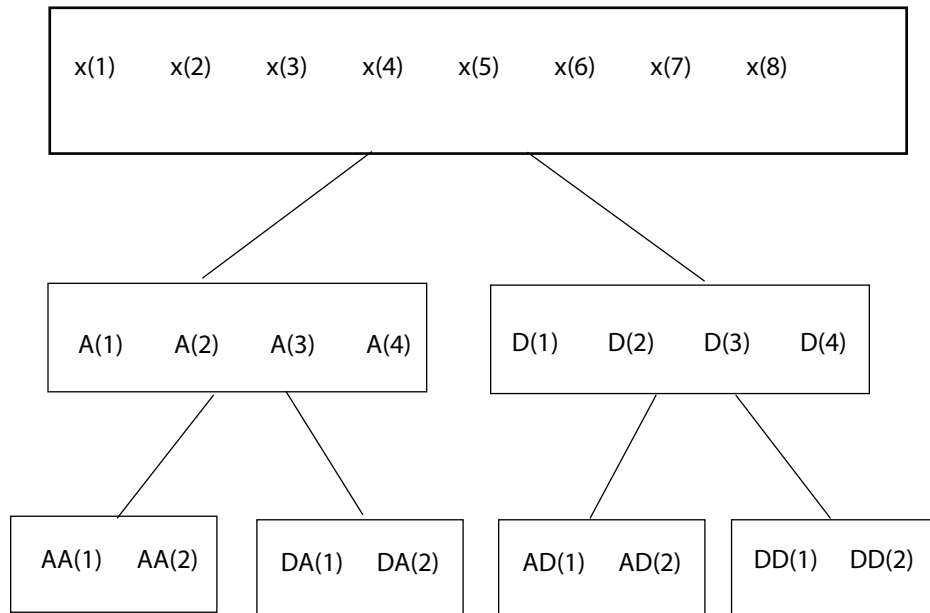 x(1) x(2) x(3) x(4) x(5) x(6) x(7) x(8)
A(1) A(2) A(3) A(4) D(1) D(2) D(3) D(4)
AA(1) AA(2) DA(1) DA(2) AD(1) AD(2) DD(1) DD(2)